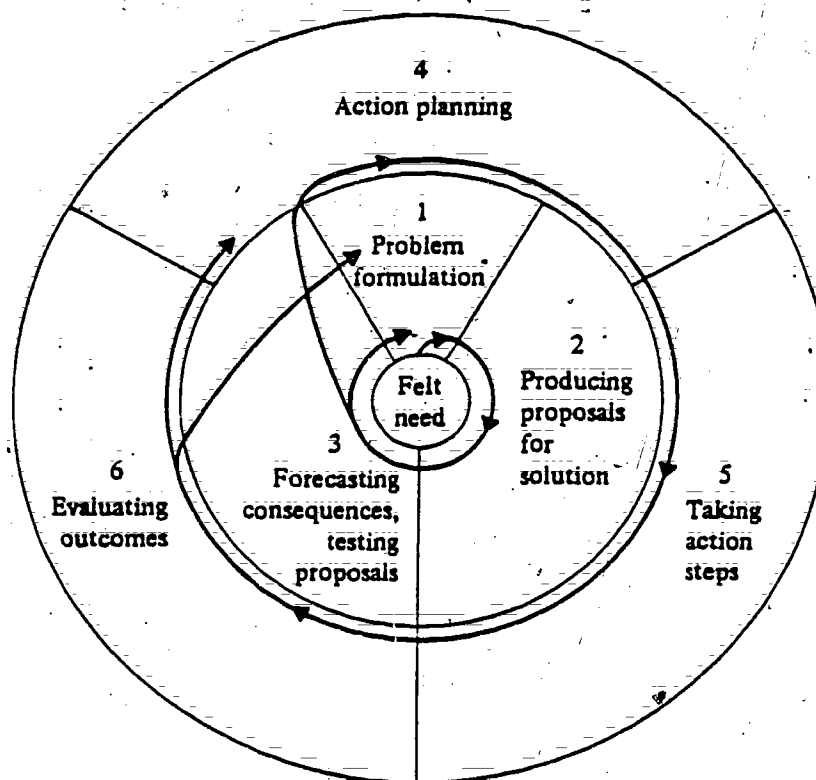 4
Action planning
1
Problem
formulation
2
Producing
proposals
for
solution
Felt
need
3
Forecasting
consequences,
testing
proposals
5
Taking
action
steps
6
Evaluating
outcomes